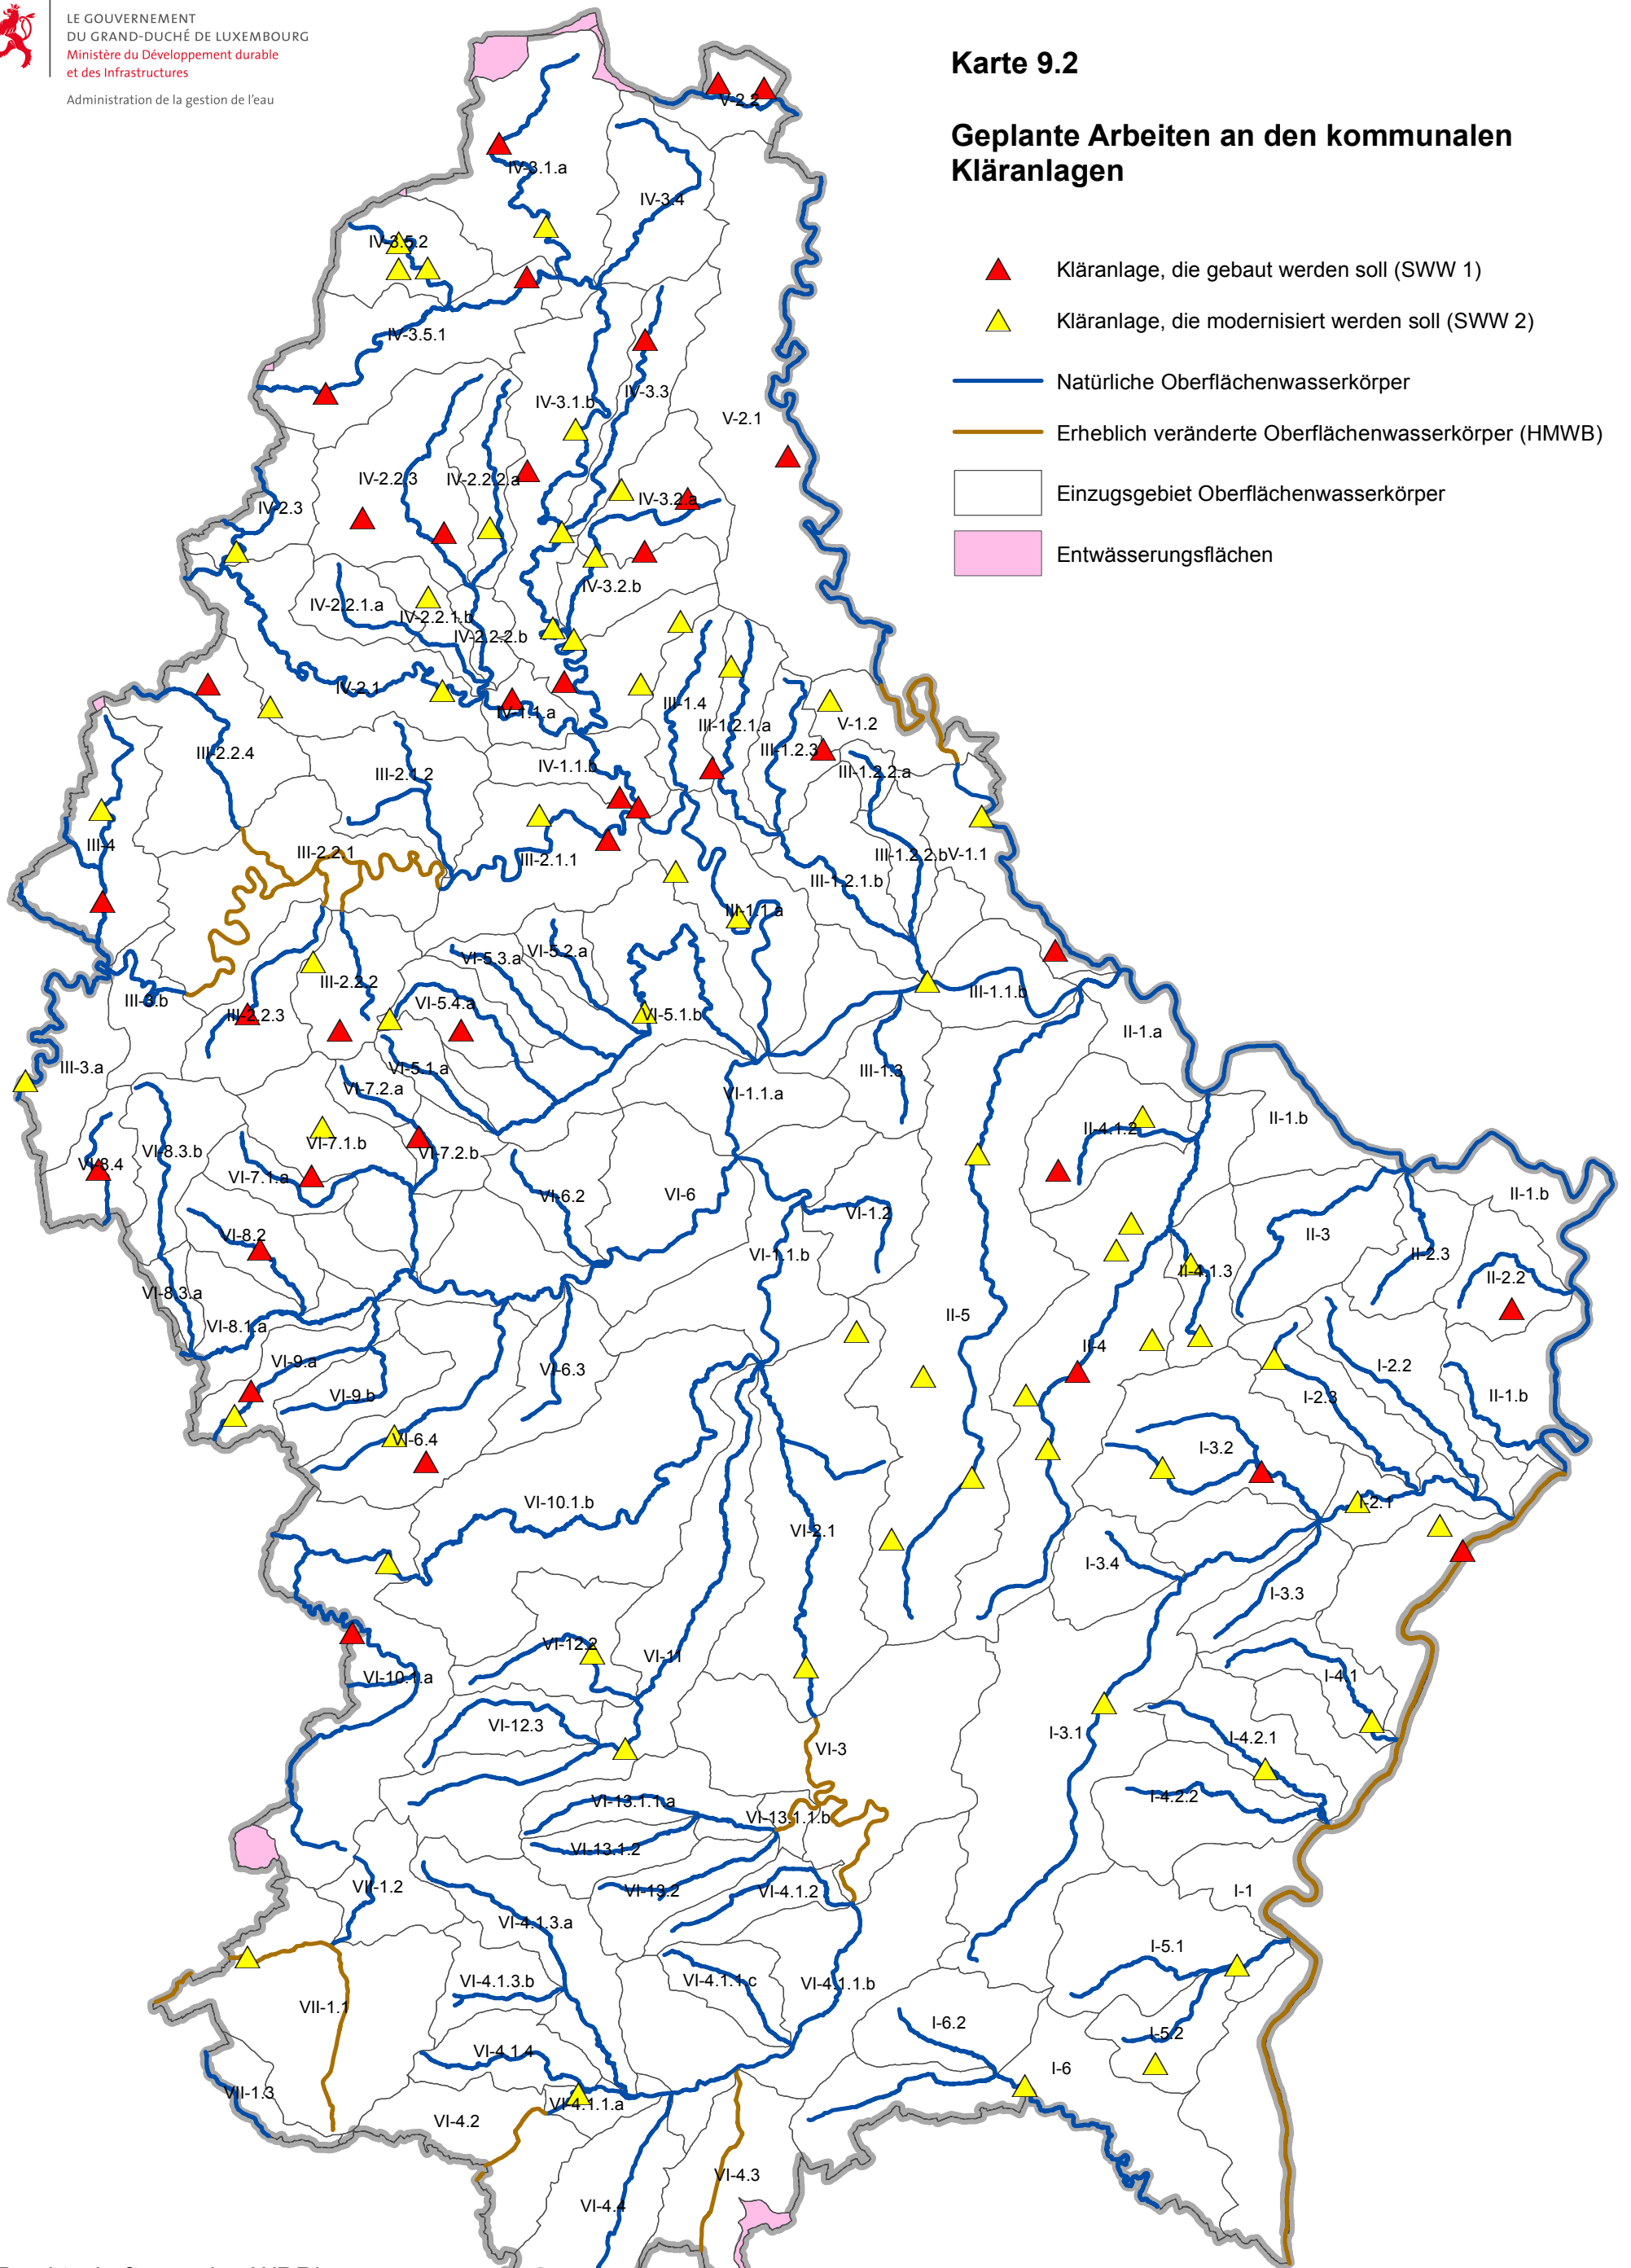 LE GOUVERNEMENT
DU GRAND-DUCHÉ DE LUXEMBOURG
Ministère du Développement durable
et des Infrastructures
Administration de la gestion de l'eau
Karte 9.2
Geplante Arbeiten an den kommunalen
Kläranlagen
Kläranlage, die gebaut werden soll (SWW 1)
Kläranlage, die modernisiert werden soll (SWW 2)
Natürliche Oberflächenwasserkörper
Erheblich veränderte Oberflächenwasserkörper (HMWB)
Einzugsgebiet Oberflächenwasserkörper
Entwässerungsflächen
V-2.2
IV-3.1.a
IV-3.4
IV-3.5.2
IV-3.5.1
IV-3.3
IV-3.1.b
V-2.1
IV-2.2.3
IV-2.2.2.a
IV-3.2.a
IV-2.3
IV-3.2.b
IV-2.2.1.a
IV-2.2.1.b
IV-2.2.2.b
IV-2.1
IV-1.1.a
III-1.4
III-1.2.1.a
V-1.2
III-2.2.4
III-1.2.3
IV-1.1.b
III-2.1.2
III-1.2.2.a
III-4
III-2.2.1
III-2.1.1
III-1.2.2.b
V-1.1
III-1.2.1.b
III-1.1.a
VI-5.2.a
VI-5.3.a
III-2.2.2
III-1.1.b
III-3.b
VI-5.4.a
III-2.2.3
VI-5.1.b
II-1.a
III-3.a
VI-5.1.a
III-1.3
VI-7.2.a
VI-1.1.a
II-1.b
II-4.1.2
VI-7.1.b
VI-8.3.b
VI-7.2.b
VI-8.4
VI-7.1.a
VI-6.2
VI-6
II-1.b
VI-1.2
VI-8.2
II-3
VI-1.1.b
II-2.3
II-4.1.3
II-2.2
VI-8.3.a
II-5
VI-8.1.a
II-4
VI-9.a
I-2.2
VI-6.3
VI-9.b
I-2.3
II-1.b
VI-6.4
I-3.2
VI-10.1.b
I-2.1
VI-2.1
I-3.4
I-3.3
VI-12.2
VI-11
VI-10.1.a
I-4.1
VI-12.3
I-3.1
I-4.2.1
VI-3
I-4.2.2
VI-13.1.1.a
VI-13.1.1.b
VI-13.1.2
VII-1.2
VI-13.2
VI-4.1.2
I-1
VI-4.1.3.a
I-5.1
VI-4.1.3.b
VI-4.1.1.c
VI-4.1.1.b
VII-1.1
I-6.2
I-5.2
VI-4.1.4
I-6
VII-1.3
VI-4.1.1.a
VI-4.2
VI-4.3
VI-4.4